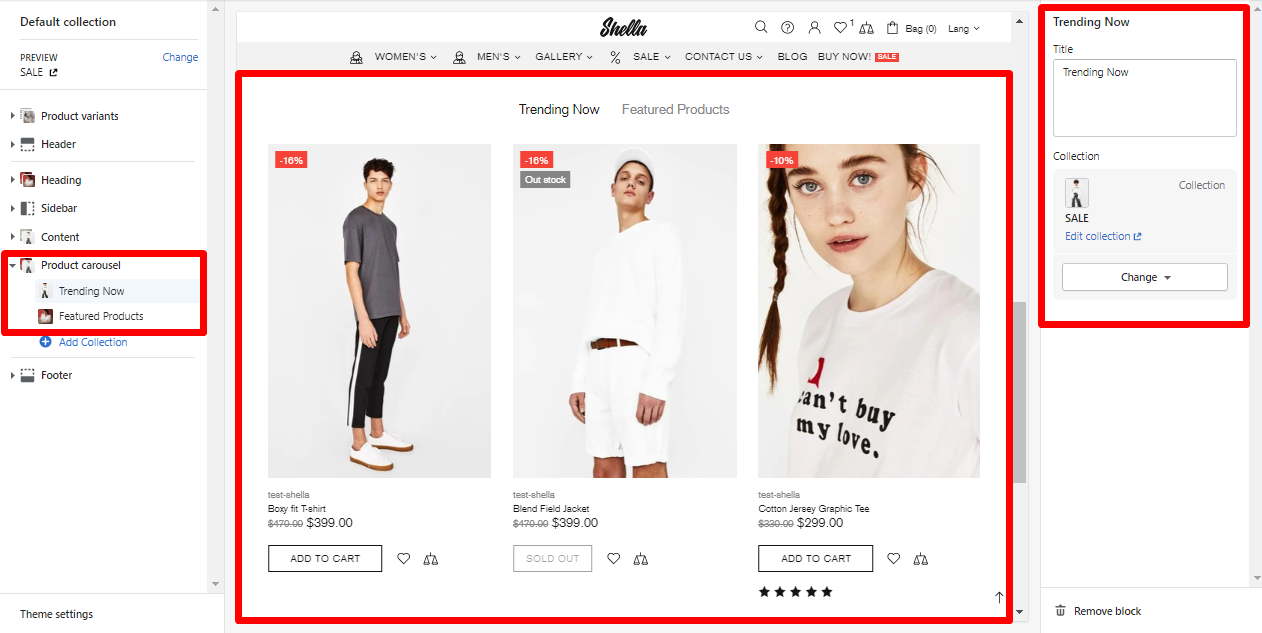 Default collection
PREVIEW
Change
SALE
Product variants
Header
Heading
Sidebar
Content
Product carousel
Trending Now
Featured Products
Add Collection
Footer
Theme settings
Shella
1
Bag (0)
Lang
WOMEN'S
MEN'S
GALLERY
%
SALE
CONTACT US
BLOG
BUY NOW!
SALE
Trending Now
Featured Products
-16%
-16%
Out stock
-10%
can't buy
my love.
test-shella
Boxy fit T-shirt
$470.00 $399.00
ADD TO CART
test-shella
Blend Field Jacket
$470.00 $399.00
SOLD OUT
test-shella
Cotton Jersey Graphic Tee
$330.00 $299.00
ADD TO CART
Trending Now
Title
Trending Now
Collection
Collection
SALE
Edit collection
Change
Remove block